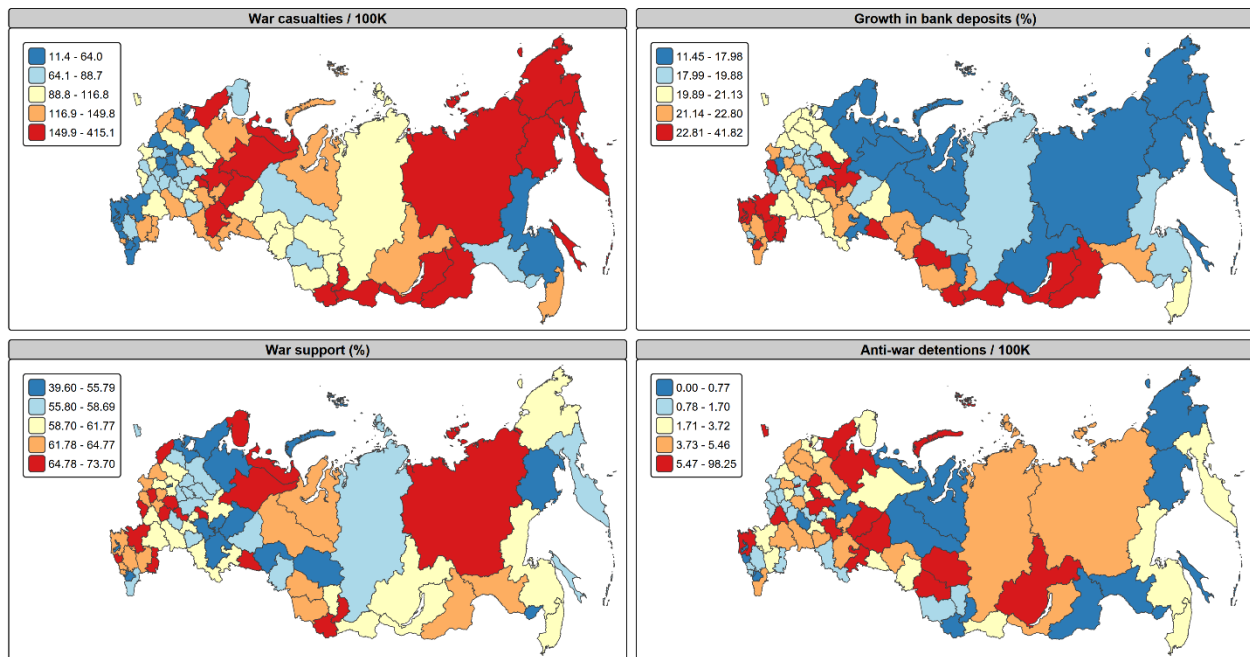 War casualties / 100K
11.4 - 64.0
64.1 - 88.7
88.8 - 116.8
116.9 - 149.8
149.9 - 415.1
Growth in bank deposits (%)
11.45 - 17.98
17.99 - 19.88
19.89 - 21.13
21.14 - 22.80
22.81 - 41.82
War support (%)
39.60 - 55.79
55.80 - 58.69
58.70 - 61.77
61.78 - 64.77
64.78 - 73.70
Anti-war detentions / 100K
0.00 - 0.77
0.78 - 1.70
1.71 - 3.72
3.73 - 5.46
5.47 - 98.25